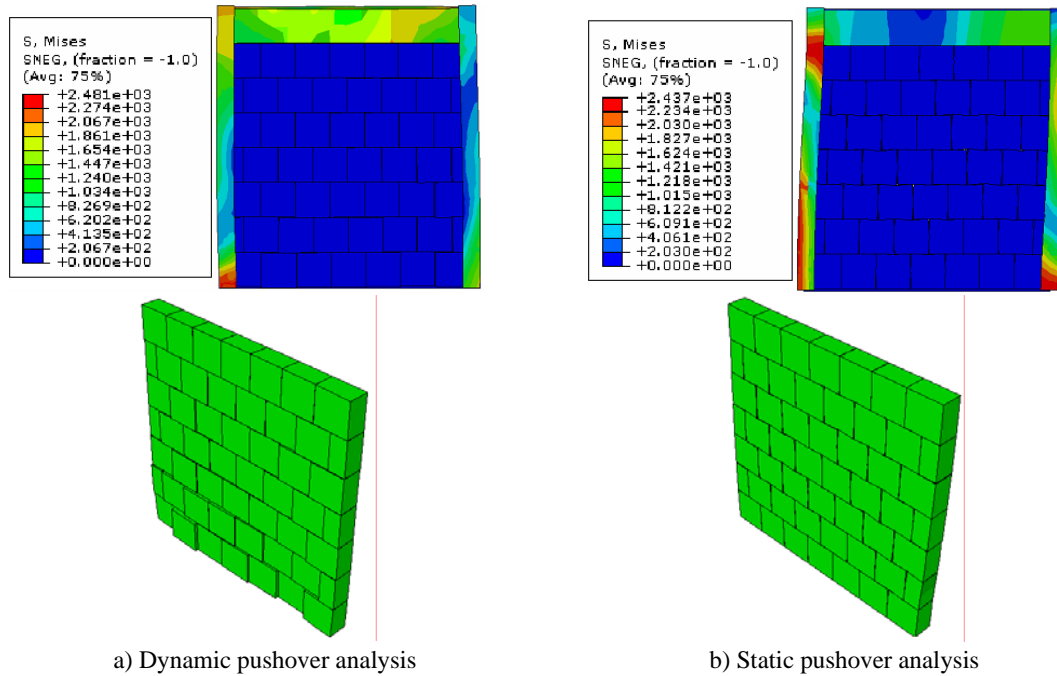 S, Mises
SNEG, (fraction = -1.0)
(Avg: 75%)
+2.481e+03
+2.274e+03
+2.067e+03
+1.861e+03
+1.654e+03
+1.447e+03
+1.240e+03
+1.034e+03
+8.269e+02
+6.202e+02
+4.135e+02
+2.067e+02
+0.000e+00
S, Mises
SNEG, (fraction = -1.0)
(Avg: 75%)
+2.437e+03
+2.234e+03
+2.030e+03
+1.827e+03
+1.624e+03
+1.421e+03
+1.218e+03
+1.015e+03
+8.122e+02
+6.091e+02
+4.061e+02
+2.030e+02
+0.000e+00
a) Dynamic pushover analysis
b) Static pushover analysis